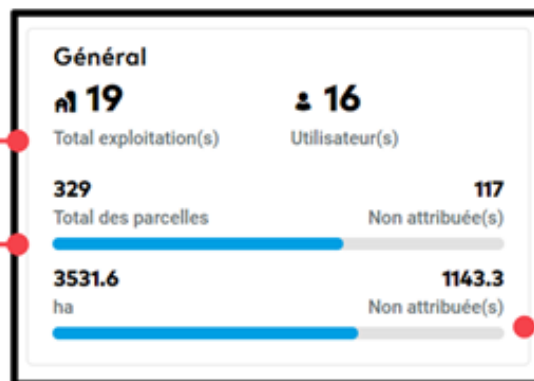 Général
19 16
Total exploitation(s) Utilisateur(s)
329 117
Total des parcelles Non attribuée(s)
3531.6 1143.3
ha Non attribuée(s)